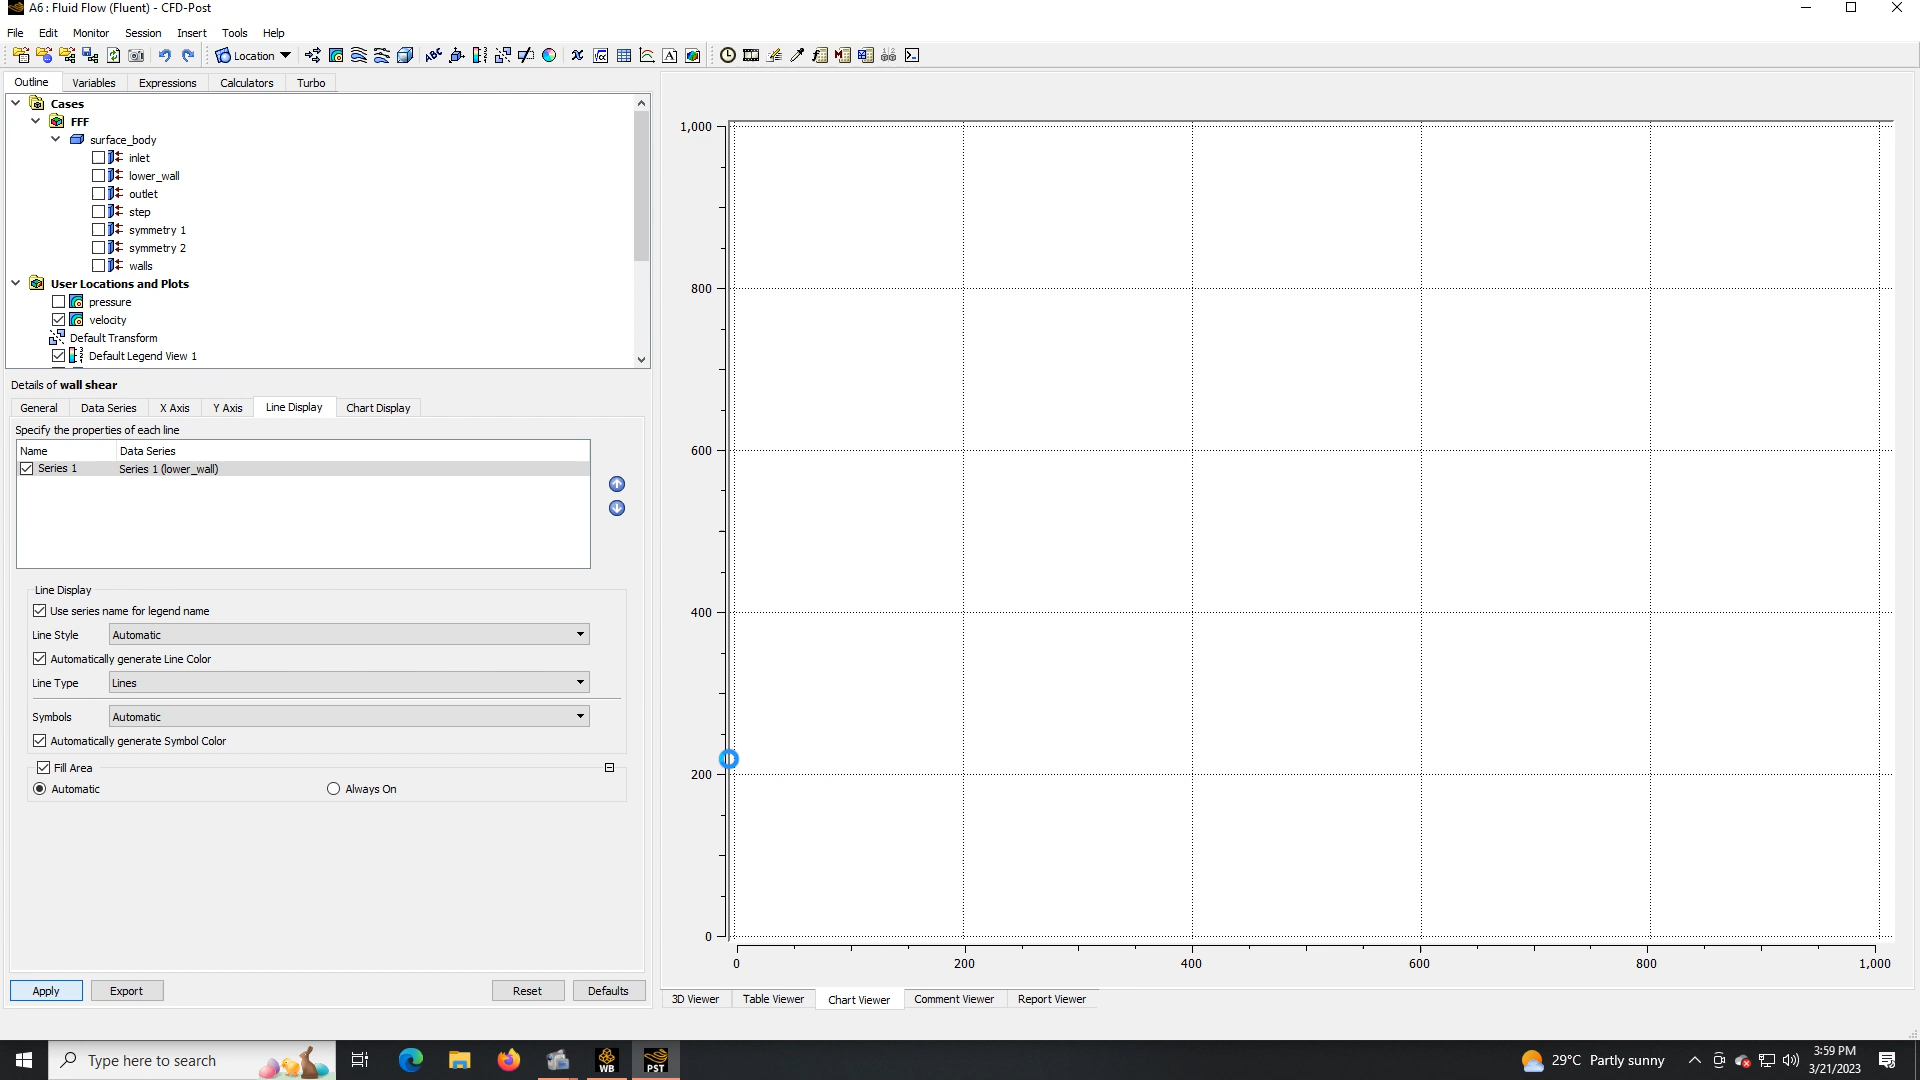 A6 : Fluid Flow (Fluent) - CFD-Post
File Edit Monitor Session Insert Tools Help
Location
Outline Variables Expressions Calculators Turbo
Cases
FFF
surface_body
inlet
lower_wall
outlet
step
symmetry 1
symmetry 2
walls
User Locations and Plots
pressure
velocity
Default Transform
Default Legend View 1
Details of wall shear
General Data Series X Axis Y Axis Line Display Chart Display
Specify the properties of each line
Name Data Series
Series 1 Series 1 (lower_wall)
Line Display
Use series name for legend name
Line Style Automatic
Automatically generate Line Color
Line Type Lines
Symbols Automatic
Automatically generate Symbol Color
Fill Area
Automatic Always On
Apply Export Reset Defaults
1,000
800
600
400
200
0
0 200 400 600 800 1,000
3D Viewer Table Viewer Chart Viewer Comment Viewer Report Viewer
Type here to search
WB
PST
29°C Partly sunny
3:59 PM
3/21/2023